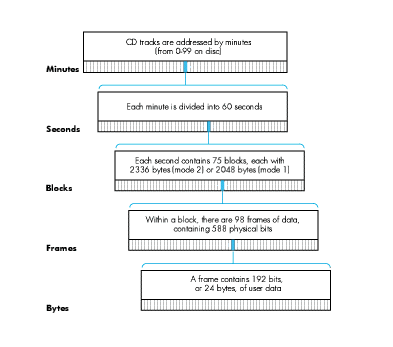 CD tracks are addressed by minutes
(from 0-99 on disc)
Minutes
Each minute is divided into 60 seconds
Seconds
Each second contains 75 blocks, each with
2336 bytes (mode 2) or 2048 bytes (mode 1)
Blocks
Within a block, there are 98 frames of data,
containing 588 physical bits
Frames
A frame contains 192 bits,
or 24 bytes, of user data
Bytes